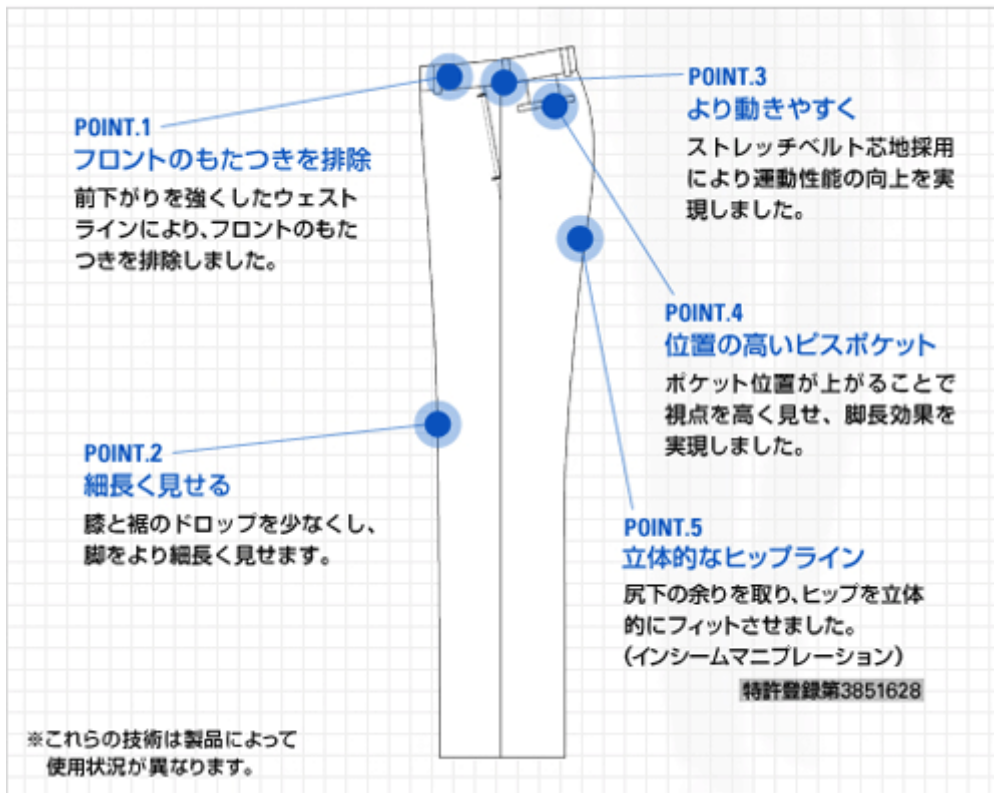 POINT.1
フロントのもたつきを排除
前下がりを強くしたウェスト
ラインにより、フロントのもた
つきを排除しました。
POINT.2
細長く見せる
膝と裾のドロップを少なくし、
脚をより細長く見せます。
POINT.3
より動きやすく
ストレッチベルト芯地採用
により運動性能の向上を実
現しました。
POINT.4
位置の高いピスポケット
ポケット位置が上がることで
視点を高く見せ、脚長効果を
実現しました。
POINT.5
立体的なヒップライン
尻下の余りを取り、ヒップを立体
的にフィットさせました。
（インシームマニプレーション）
特許登録第3851628
※これらの技術は製品によって
使用状況が異なります。